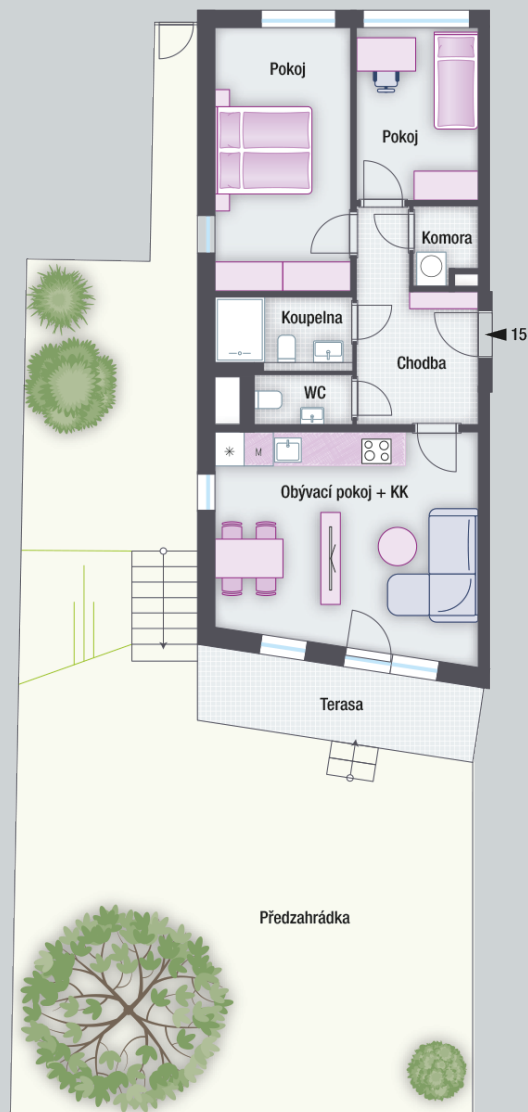 Pokoj
Pokoj
Komora
Koupelna
15
Chodba
WC
M
Obývací pokoj + KK
Terasa
Předzahrádka